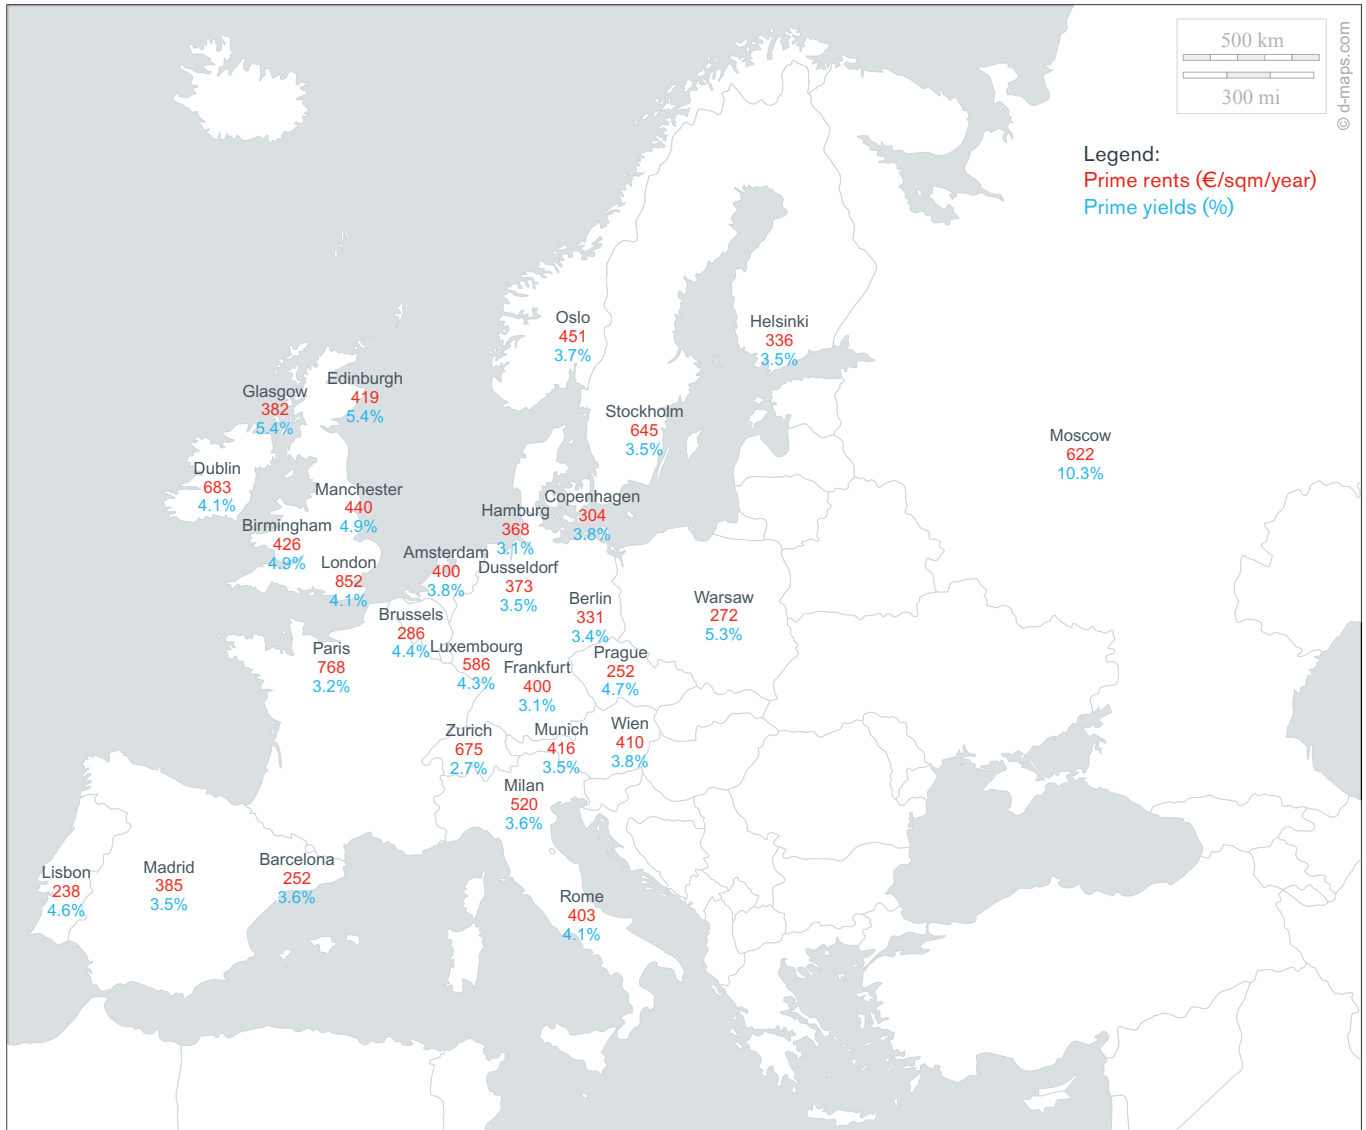 500 km
300 mi
© d-maps.com
Legend:
Prime rents (€/sqm/year)
Prime yields (%)
Oslo
451
3.7%
Helsinki
336
3.5%
Edinburgh
419
5.4%
Glasgow
382
5.4%
Stockholm
645
3.5%
Moscow
622
10.3%
Dublin
683
4.1%
Manchester
440
4.9%
Copenhagen
304
3.8%
Hamburg
368
3.1%
Birmingham
426
4.9%
Amsterdam
400
3.8%
London
852
4.1%
Dusseldorf
373
3.5%
Berlin
331
3.4%
Warsaw
272
5.3%
Brussels
286
4.4%
Paris
768
3.2%
Luxembourg
586
4.3%
Frankfurt
400
3.1%
Prague
252
4.7%
Zurich
675
2.7%
Munich
416
3.5%
Wien
410
3.8%
Milan
520
3.6%
Lisbon
238
4.6%
Madrid
385
3.5%
Barcelona
252
3.6%
Rome
403
4.1%